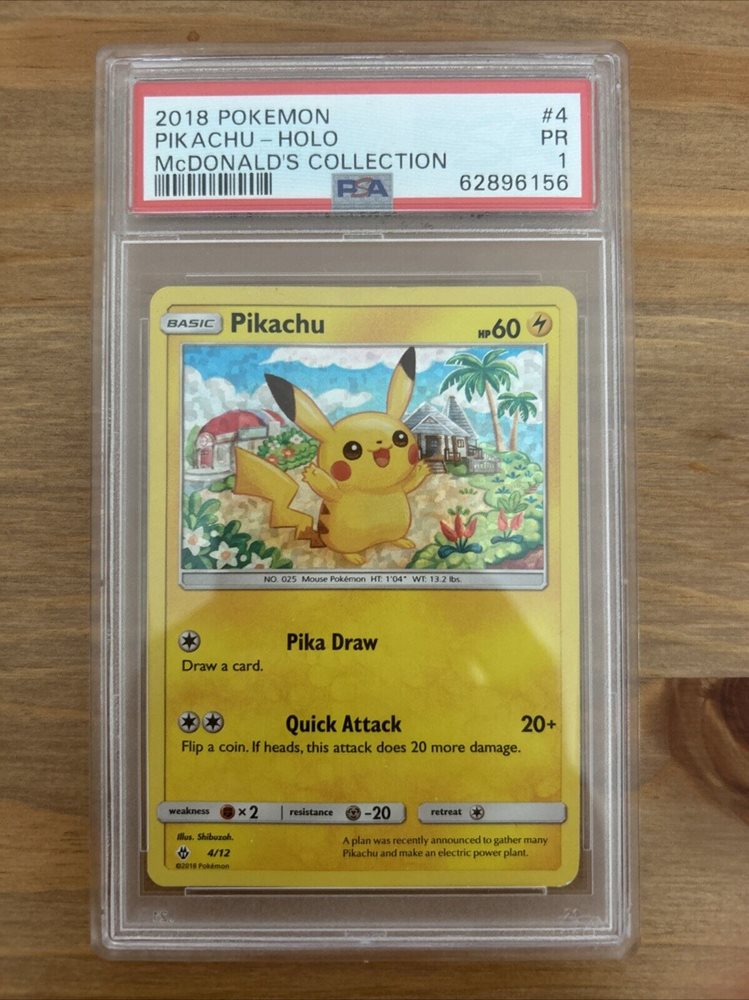 2018 POKEMON #4
PIKACHU - HOLO PR
McDONALD'S COLLECTION 1
PSA 62896156
BASIC Pikachu HP60
NO. 025 Mouse Pokémon HT: 1'04" WT: 13.2 lbs.
Pika Draw
Draw a card.
Quick Attack 20+
Flip a coin. If heads, this attack does 20 more damage.
weakness ×2 resistance -20 retreat
Illus. Shibuzoh. A plan was recently announced to gather many
4/12 Pikachu and make an electric power plant.
©2018 Pokémon